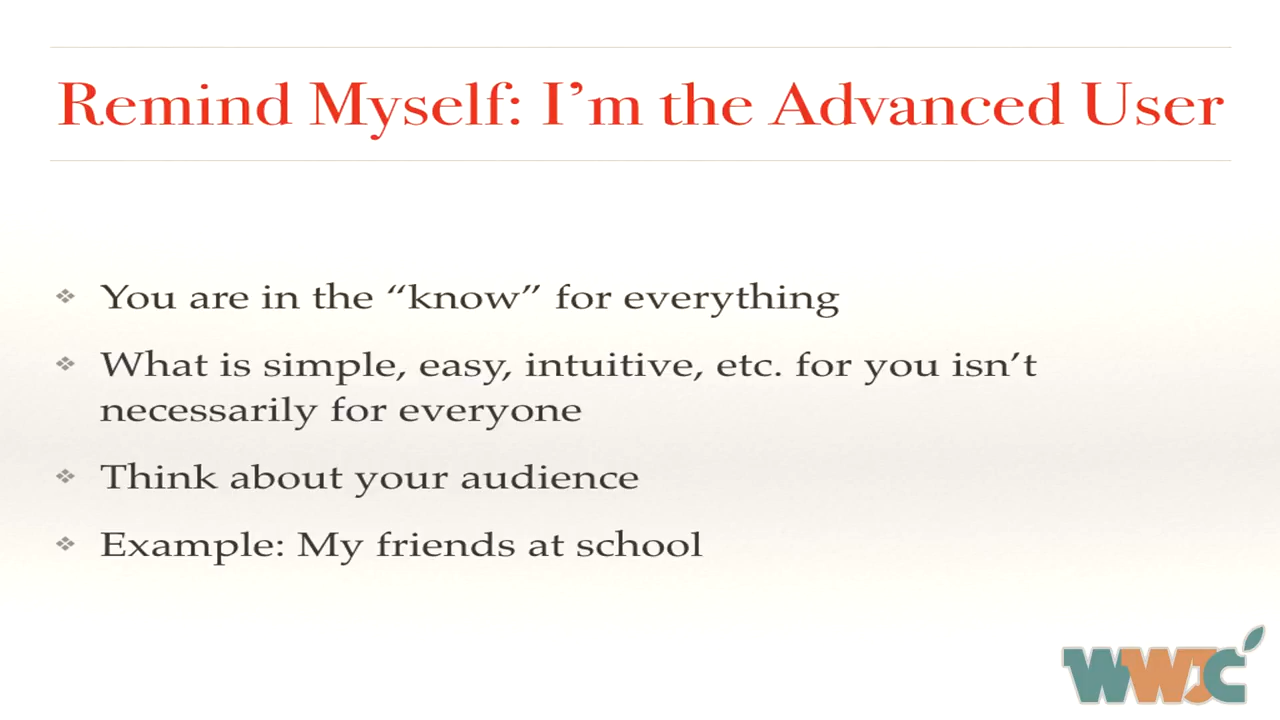 Remind Myself: I’m the Advanced User
You are in the “know” for everything
What is simple, easy, intuitive, etc. for you isn’t
necessarily for everyone
Think about your audience
Example: My friends at school
WWJC